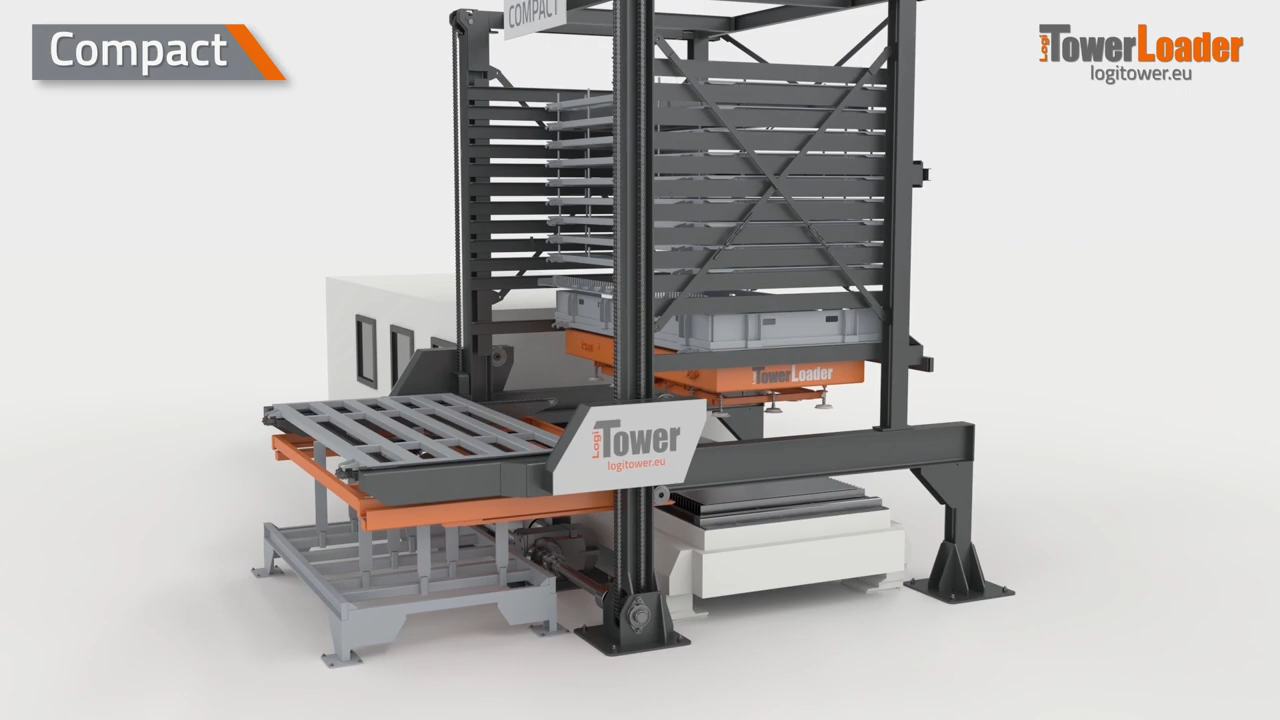 Compact
COMPACT
Logi TowerLoader
logitower.eu
TowerLoader
Logi Tower
logitower.eu